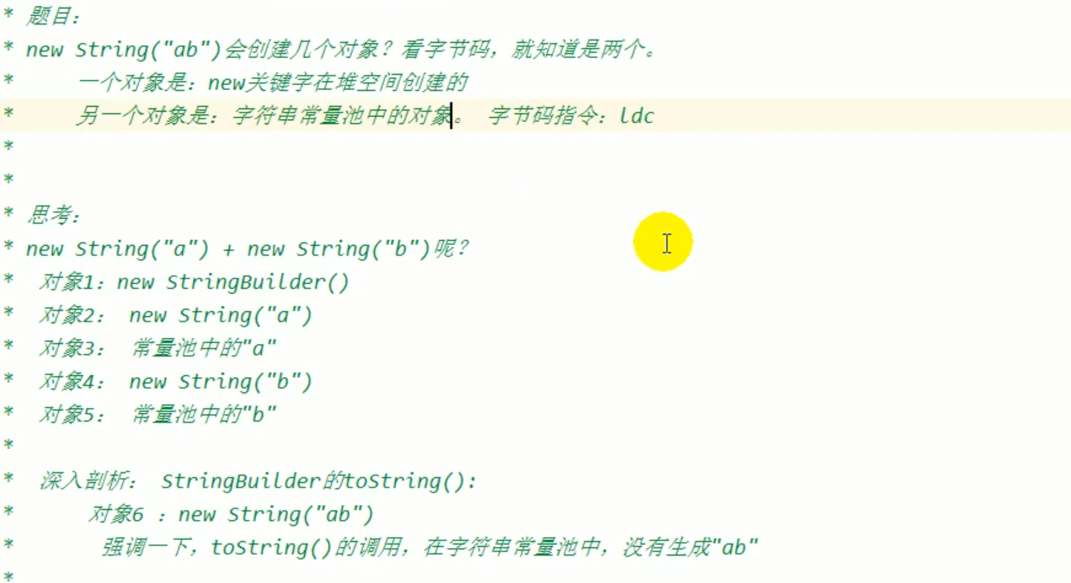 * 题目：
* new String("ab")会创建几个对象？看字节码，就知道是两个。
* 一个对象是：new关键字在堆空间创建的
* 另一个对象是：字符串常量池中的对象。 字节码指令：ldc
*
*
* 思考：
* new String("a") + new String("b")呢？
* 对象1：new StringBuilder()
* 对象2： new String("a")
* 对象3： 常量池中的"a"
* 对象4： new String("b")
* 对象5： 常量池中的"b"
*
* 深入剖析： StringBuilder的toString():
* 对象6 ：new String("ab")
* 强调一下，toString()的调用，在字符串常量池中，没有生成"ab"
*